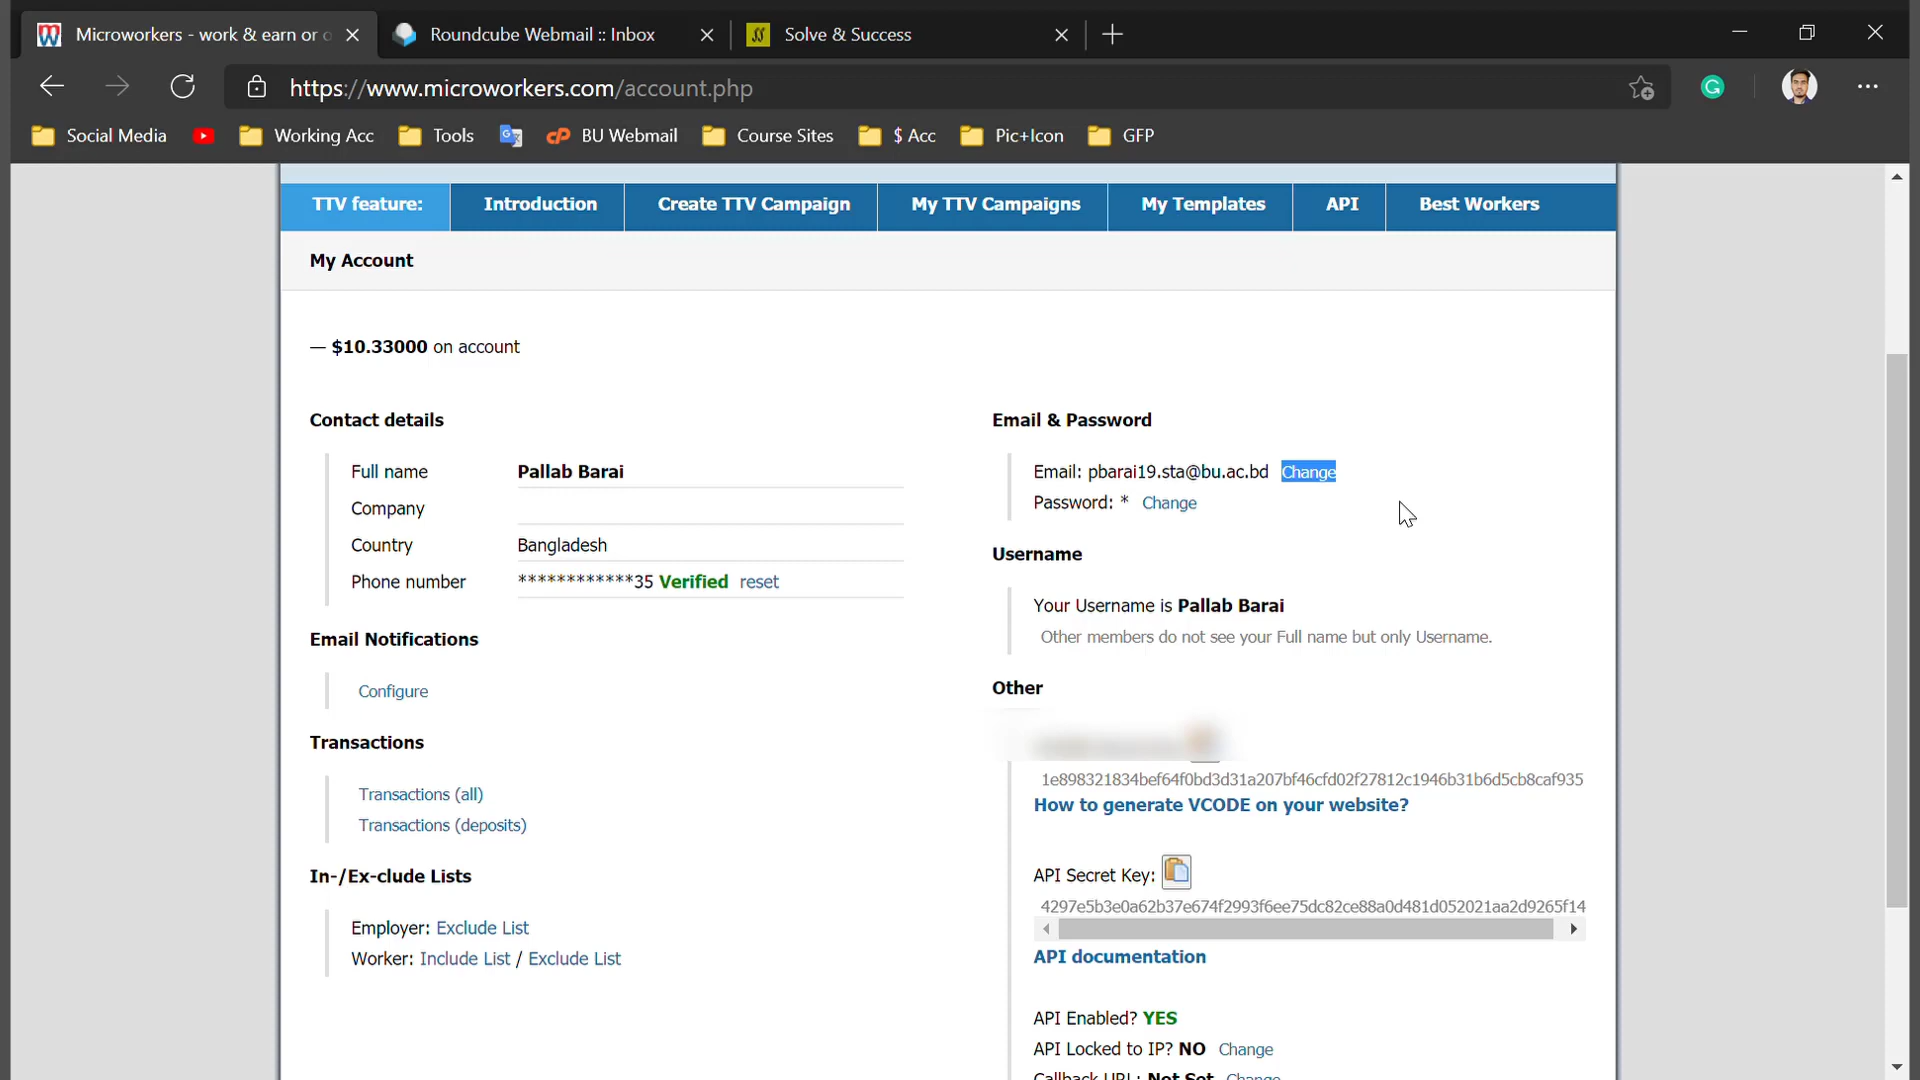 Microworkers - work & earn or o
Roundcube Webmail :: Inbox
Solve & Success
https://www.microworkers.com/account.php
Social Media
Working Acc
Tools
BU Webmail
Course Sites
$ Acc
Pic+Icon
GFP
TTV feature:
Introduction
Create TTV Campaign
My TTV Campaigns
My Templates
API
Best Workers
My Account
— $10.33000 on account
Contact details
Full name Pallab Barai
Company
Country Bangladesh
Phone number ************35 Verified reset
Email Notifications
Configure
Transactions
Transactions (all)
Transactions (deposits)
In-/Ex-clude Lists
Employer: Exclude List
Worker: Include List / Exclude List
Email & Password
Email: pbarai19.sta@bu.ac.bd Change
Password: * Change
Username
Your Username is Pallab Barai
Other members do not see your Full name but only Username.
Other
1e898321834bef64f0bd3d31a207bf46cfd02f27812c1946b31b6d5cb8caf935
How to generate VCODE on your website?
API Secret Key:
4297e5b3e0a62b37e674f2993f6ee75dc82ce88a0d481d052021aa2d9265f14
API documentation
API Enabled? YES
API Locked to IP? NO Change
Callback URL: Not Set Change